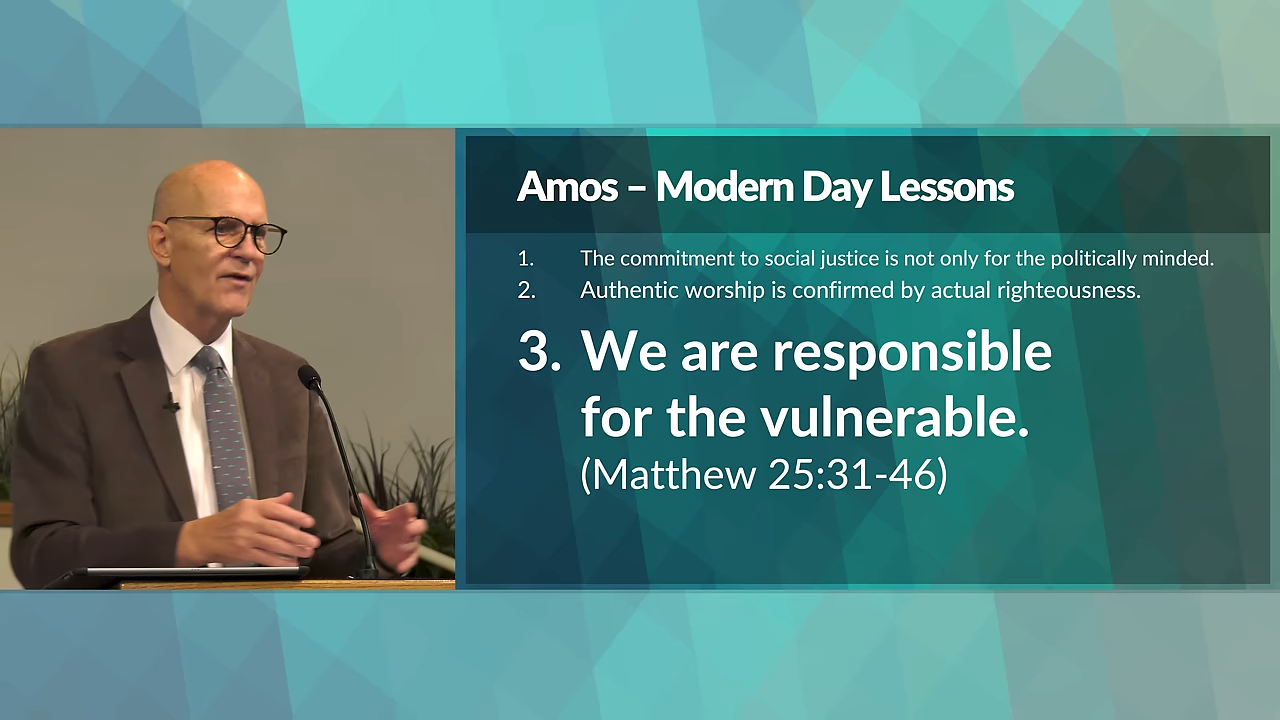 Amos – Modern Day Lessons
1. The commitment to social justice is not only for the politically minded.
2. Authentic worship is confirmed by actual righteousness.
3. We are responsible
for the vulnerable.
(Matthew 25:31-46)